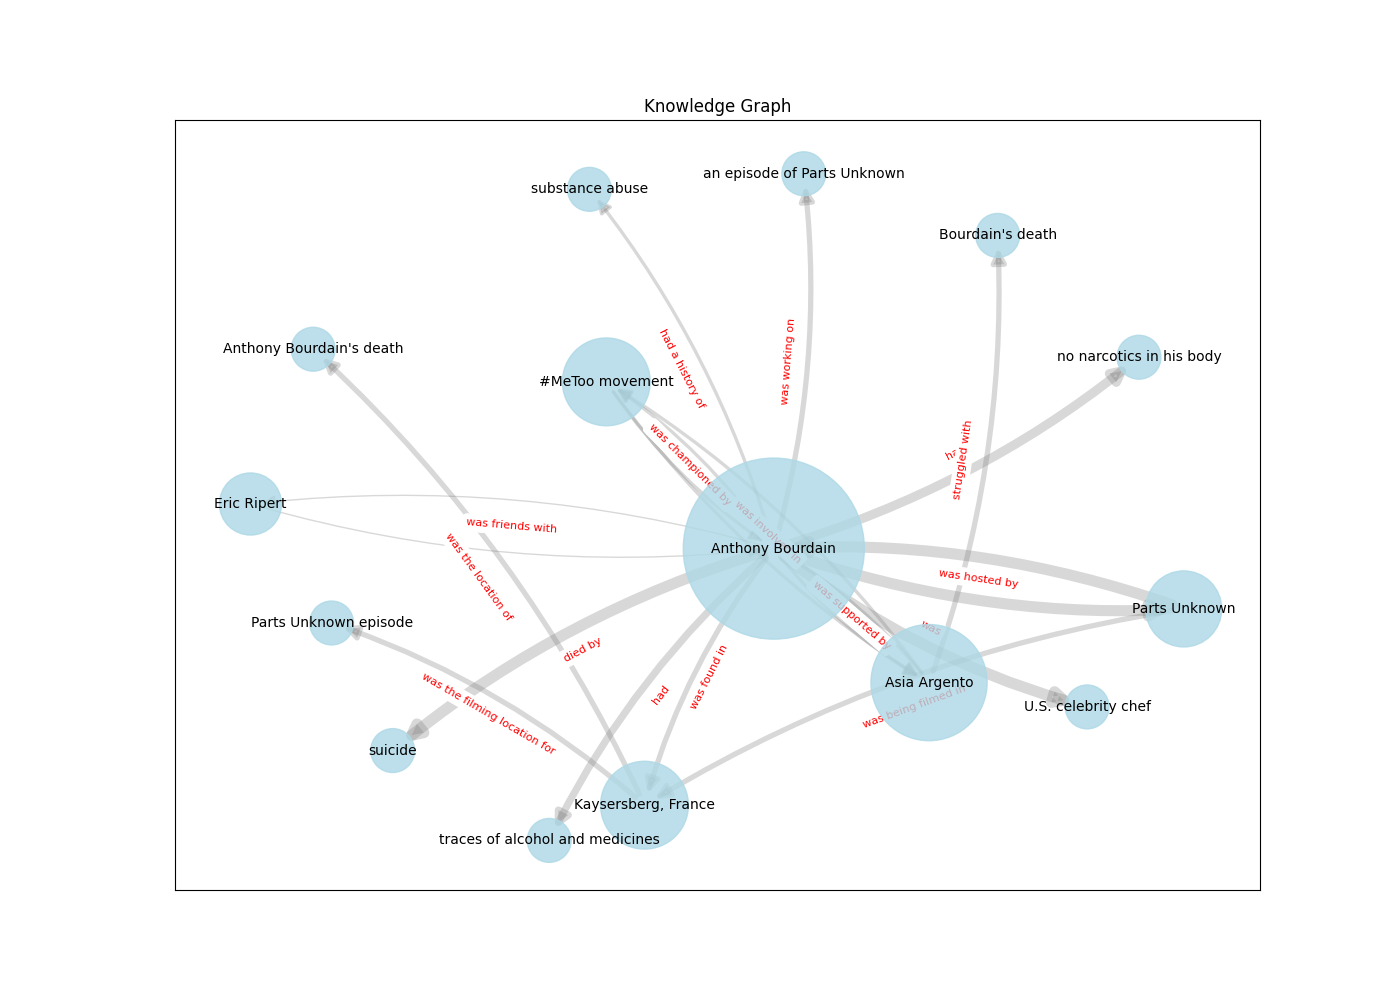 Knowledge Graph
an episode of Parts Unknown
substance abuse
Bourdain's death
Anthony Bourdain's death
no narcotics in his body
had a history of
was working on
#MeToo movement
struggled with
was championed by
Eric Ripert
was friends with
was involved in
Anthony Bourdain
was the location of
was hosted by
Parts Unknown
was supported by
Parts Unknown episode
was
died by
Asia Argento
was found in
had
was the filming location for
was being filmed in
U.S. celebrity chef
suicide
Kaysersberg, France
traces of alcohol and medicines